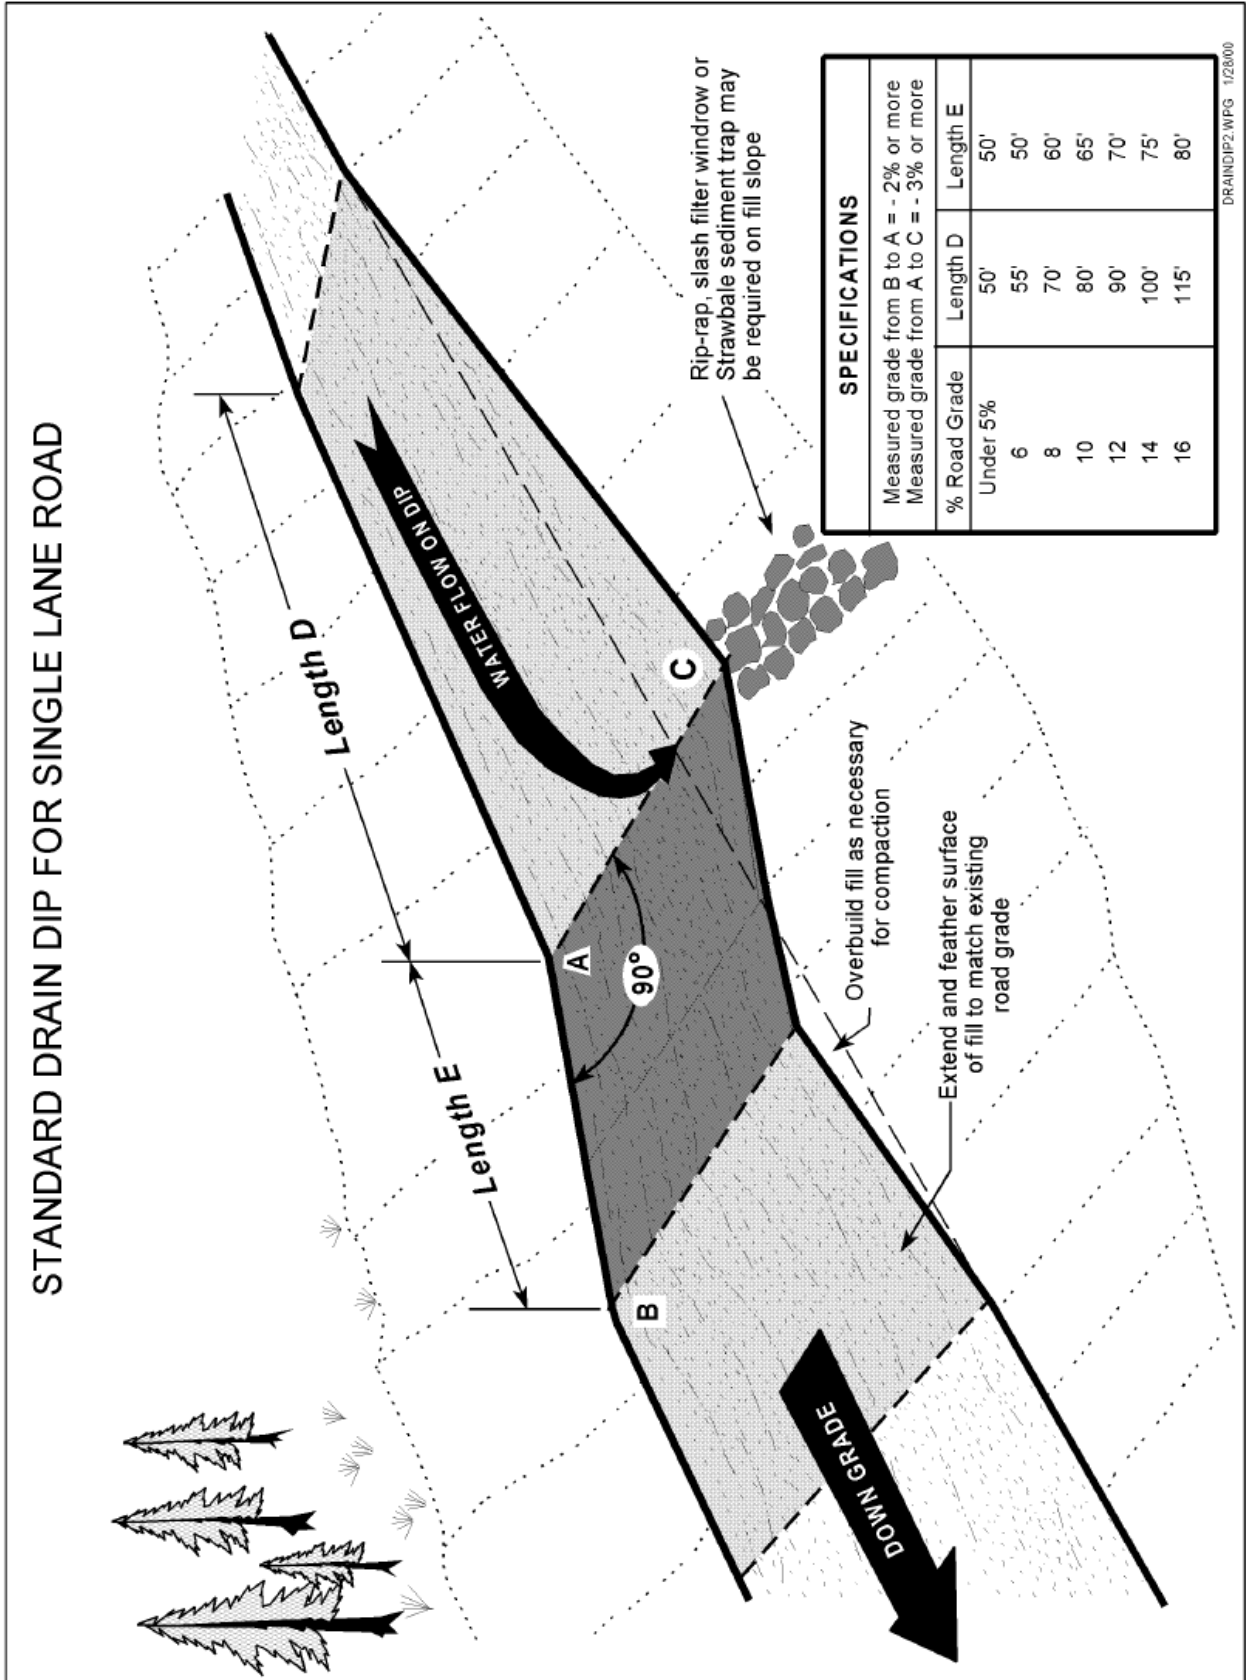 STANDARD DRAIN DIP FOR SINGLE LANE ROAD
Length E
Length D
WATER FLOW ON DIP
A
B
C
90°
DOWN GRADE
Rip-rap, slash filter windrow or
Strawbale sediment trap may
be required on fill slope
Overbuild fill as necessary
for compaction
Extend and feather surface
of fill to match existing
road grade
SPECIFICATIONS
Measured grade from B to A = - 2% or more
Measured grade from A to C = - 3% or more
% Road Grade Length D Length E
Under 5% 50' 50'
6 55' 50'
8 70' 60'
10 80' 65'
12 90' 70'
14 100' 75'
16 115' 80'
DRAINDIP2.WPG 1/28/00